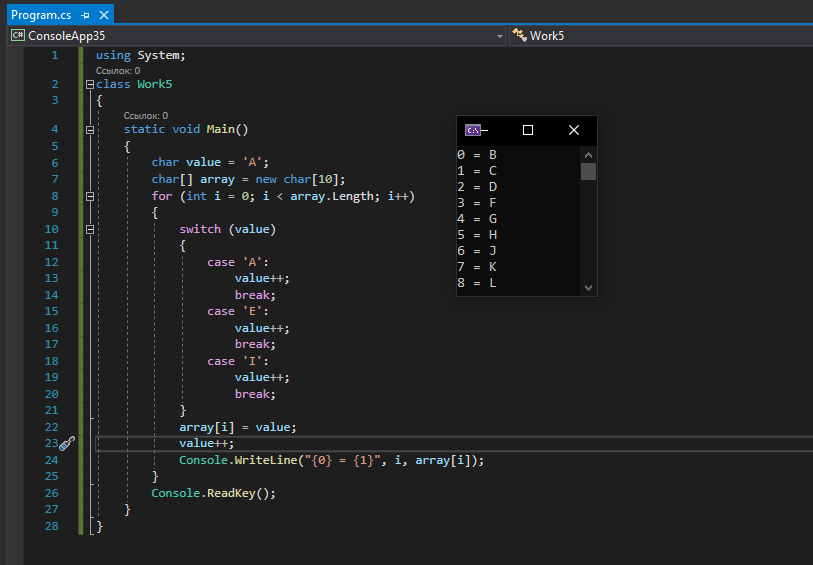 Program.cs
C# ConsoleApp35
Work5
1 using System;
Ссылок: 0
2 class Work5
3 {
Ссылок: 0
4 static void Main()
5 {
6 char value = 'A';
7 char[] array = new char[10];
8 for (int i = 0; i < array.Length; i++)
9 {
10 switch (value)
11 {
12 case 'A':
13 value++;
14 break;
15 case 'E':
16 value++;
17 break;
18 case 'I':
19 value++;
20 break;
21 }
22 array[i] = value;
23 value++;
24 Console.WriteLine("{0} = {1}", i, array[i]);
25 }
26 Console.ReadKey();
27 }
28 }
C:\
0 = B
1 = C
2 = D
3 = F
4 = G
5 = H
6 = J
7 = K
8 = L